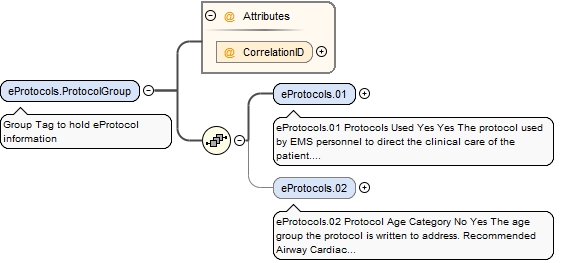 @ Attributes
@ CorrelationID
eProtocols.ProtocolGroup
Group Tag to hold eProtocol
information
eProtocols.01
eProtocols.01 Protocols Used Yes Yes The protocol used
by EMS personnel to direct the clinical care of the
patient....
eProtocols.02
eProtocols.02 Protocol Age Category No Yes The age
group the protocol is written to address. Recommended
Airway Cardiac...